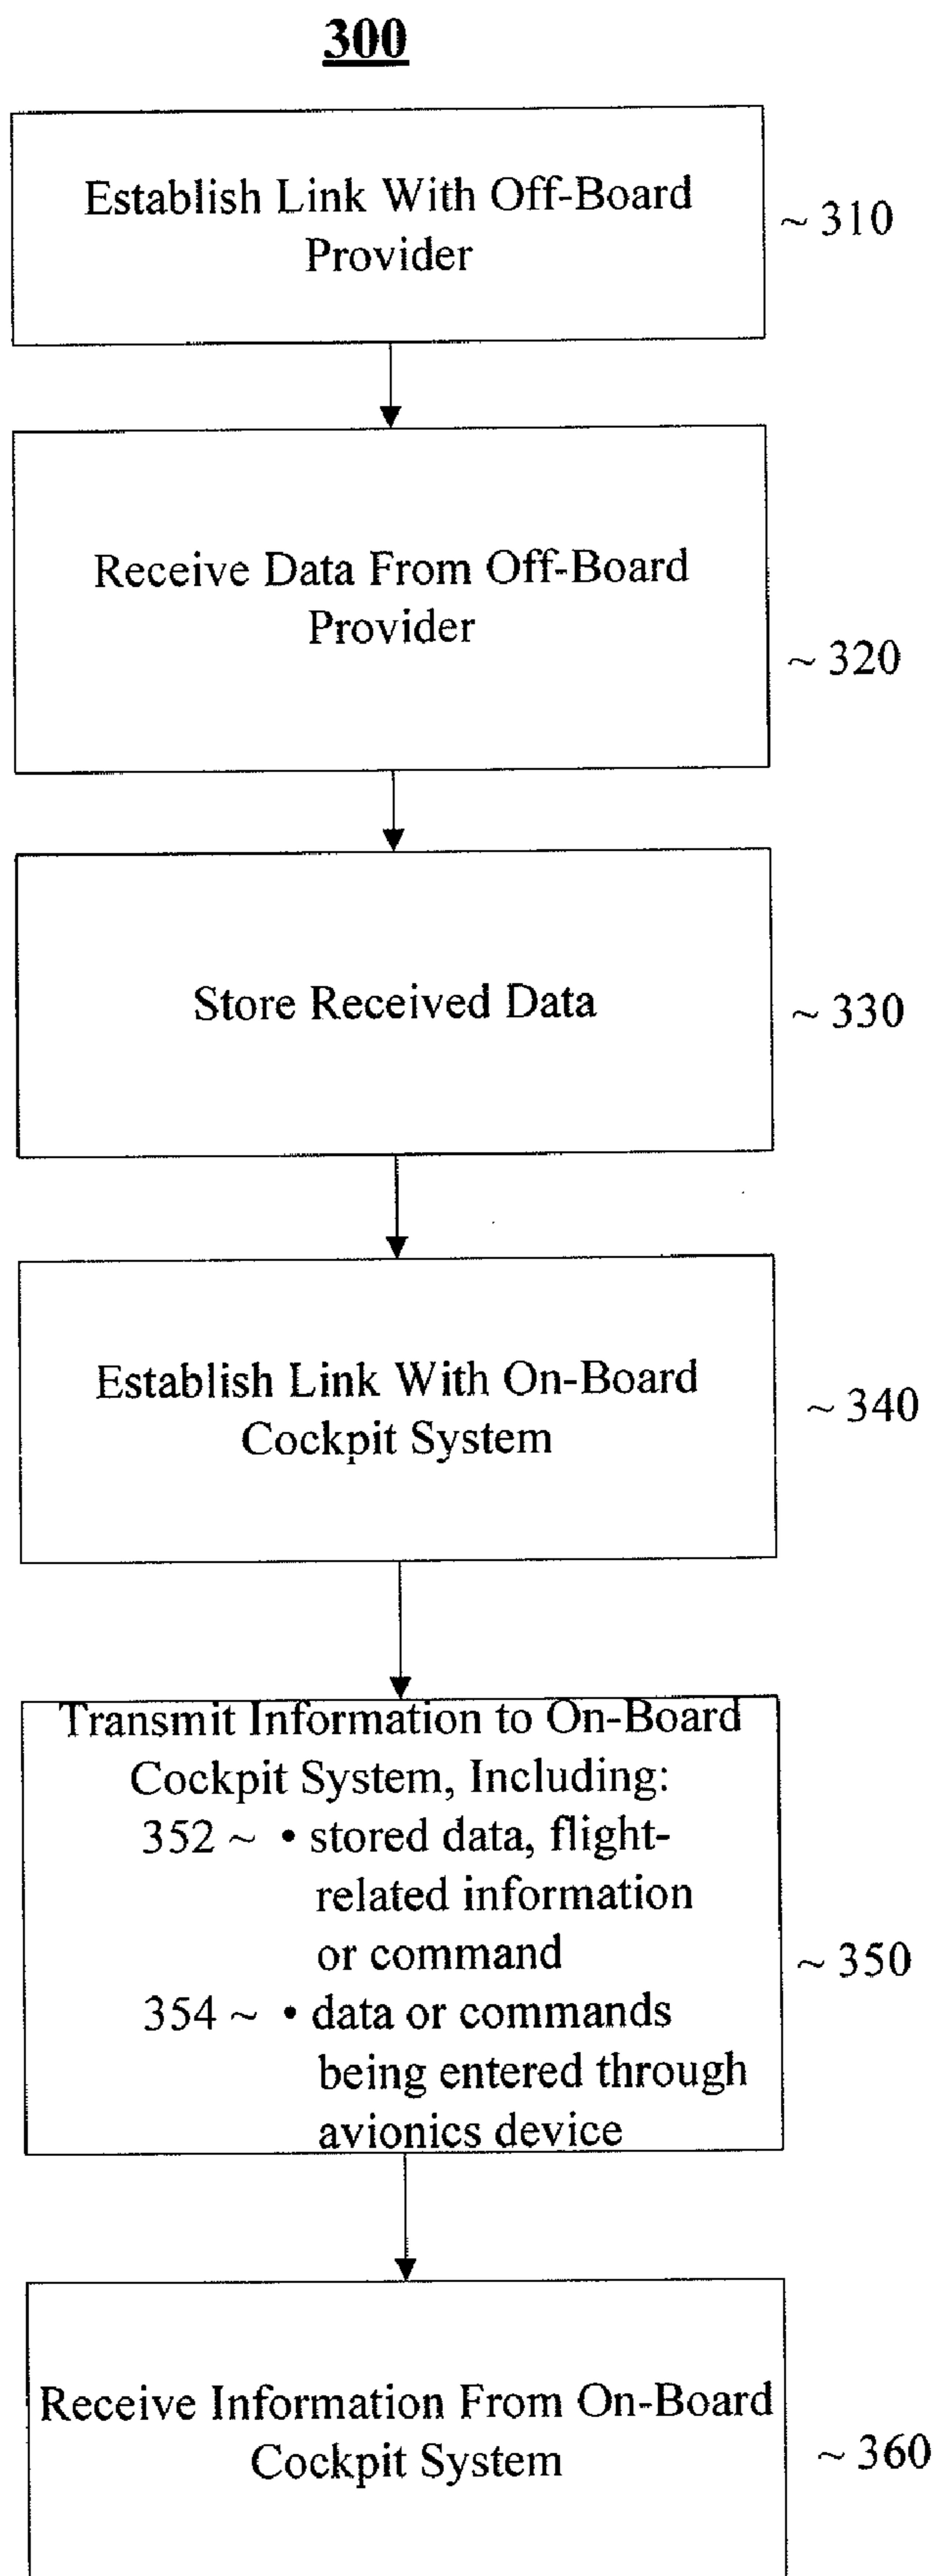 300
Establish Link With Off-Board
Provider
~ 310
Receive Data From Off-Board
Provider
~ 320
Store Received Data
~ 330
Establish Link With On-Board
Cockpit System
~ 340
Transmit Information to On-Board
Cockpit System, Including:
352 ~ • stored data, flight-
related information
or command
354 ~ • data or commands
being entered through
avionics device
~ 350
Receive Information From On-Board
Cockpit System
~ 360